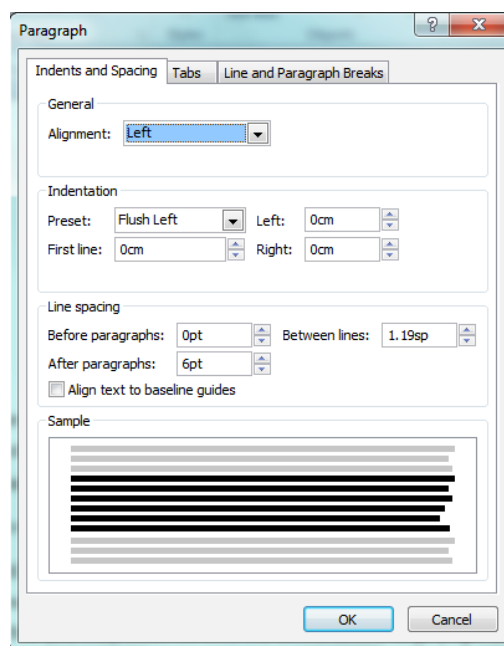 Paragraph
Indents and Spacing Tabs Line and Paragraph Breaks
General
Alignment: Left
Indentation
Preset: Flush Left Left: 0cm
First line: 0cm Right: 0cm
Line spacing
Before paragraphs: 0pt Between lines: 1.19sp
After paragraphs: 6pt
Align text to baseline guides
Sample
OK Cancel